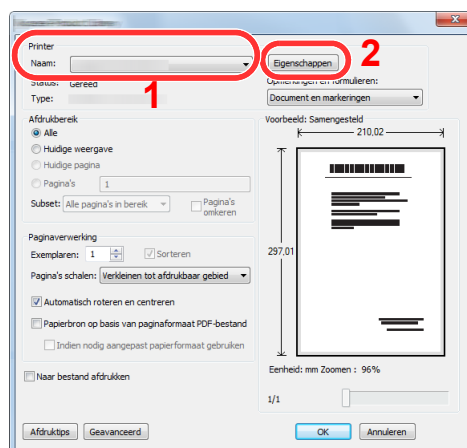 Printer
Naam:
1
Eigenschappen
2
Status: Gereed
Type:
Opmerkingen en formulieren:
Document en markeringen
Afdrukbereik
Alle
Huidige weergave
Huidige pagina
Pagina's 1
Subset: Alle pagina's in bereik
Pagina's omkeren
Voorbeeld: Samengesteld
210,02
297,01
Paginaverwerking
Exemplaren: 1 Sorteren
Pagina's schalen: Verkleinen tot afdrukbaar gebied
Automatisch roteren en centreren
Papierbron op basis van paginaformaat PDF-bestand
Indien nodig aangepast papierformaat gebruiken
Naar bestand afdrukken
Eenheid: mm Zoomen : 96%
1/1
Afdruktips Geavanceerd OK Annuleren